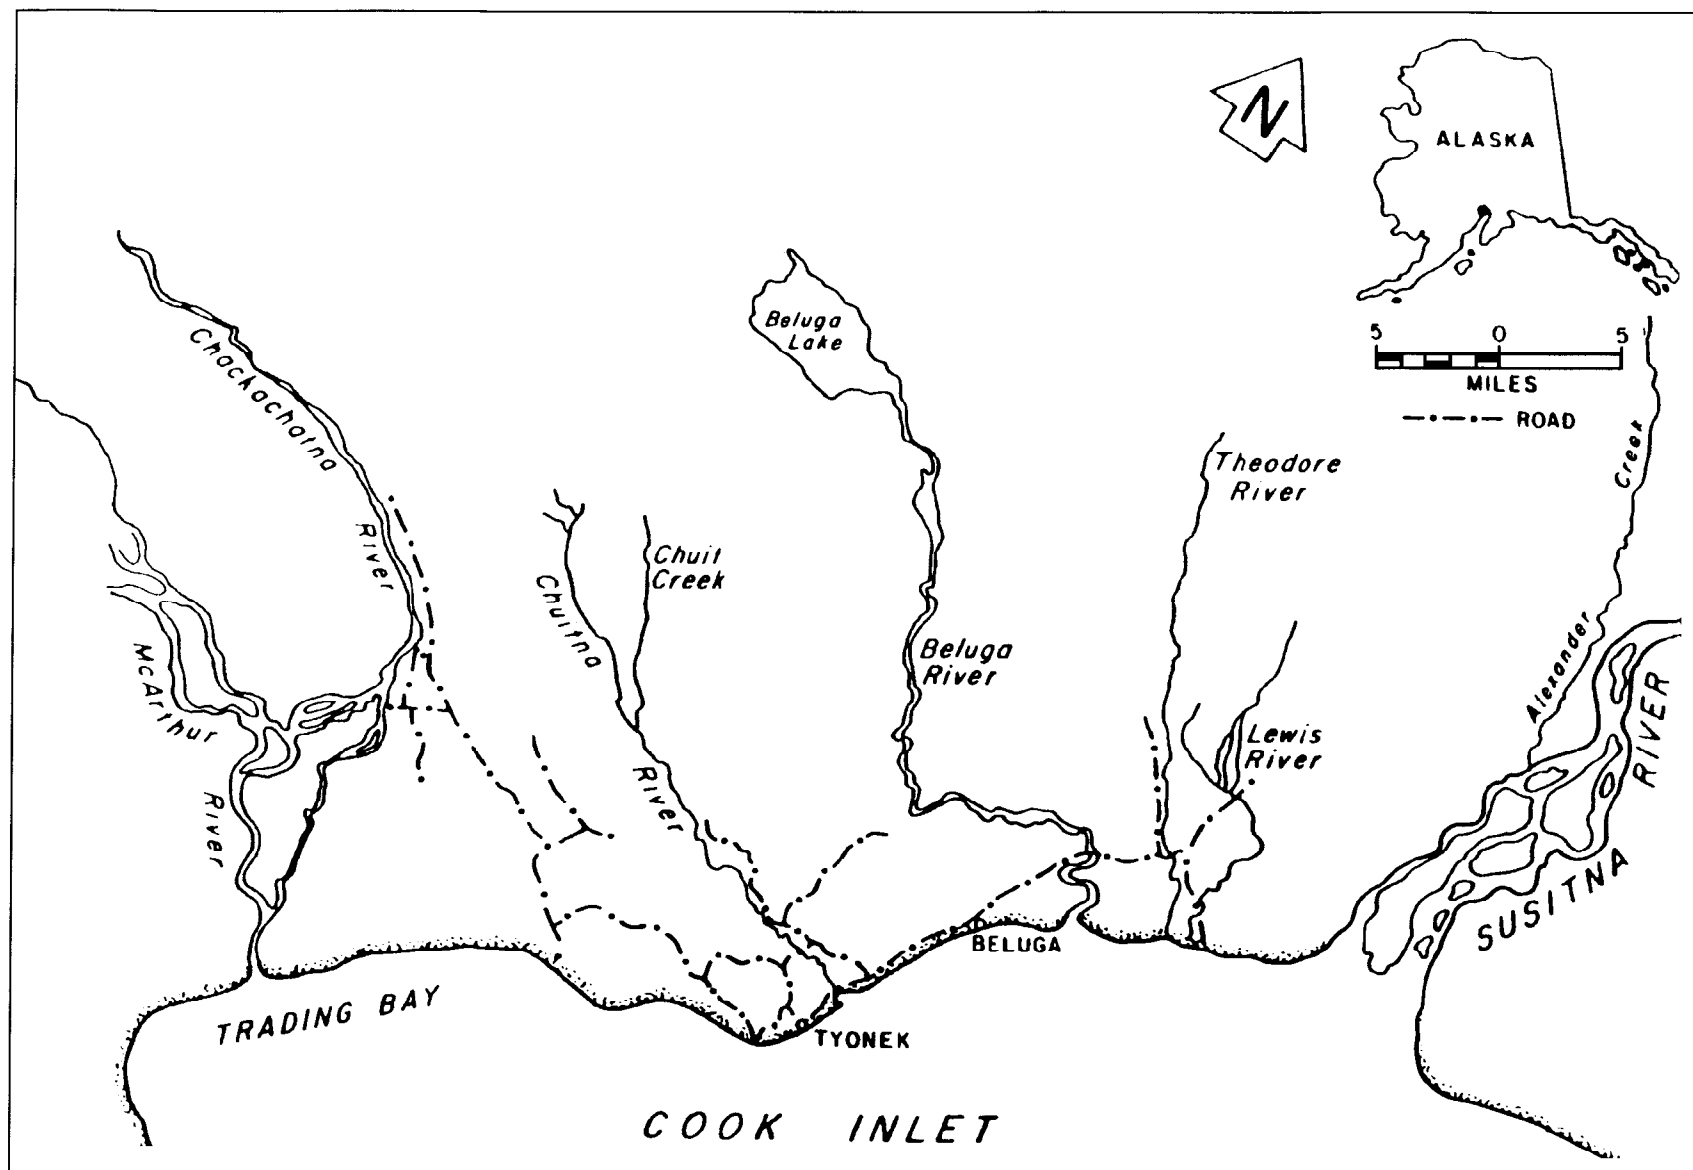 N
ALASKA
5 0 5
MILES
ROAD
Chackachatna
River
Beluga
Lake
Theodore
River
Creek
Alexander
Chuit
Creek
Chuitna
River
McArthur
River
Beluga
River
Lewis
River
RIVER
SUSITNA
BELUGA
TRADING BAY
TYONEK
COOK INLET